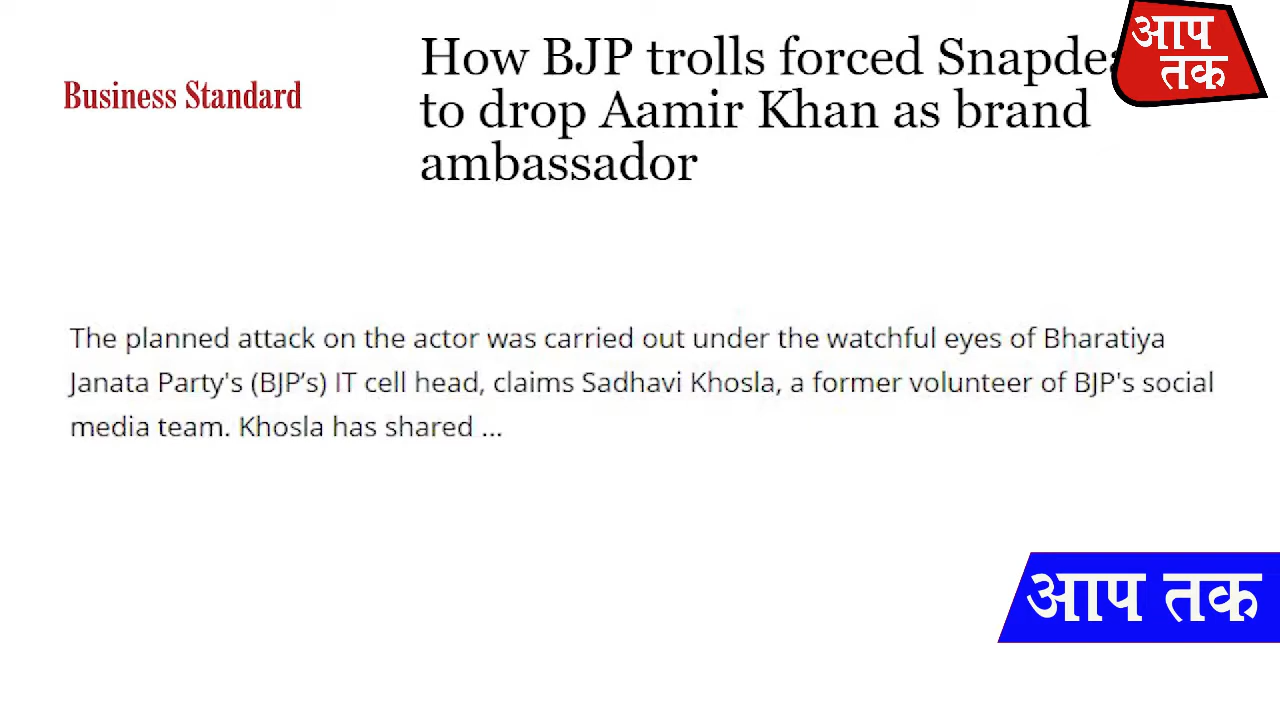 Business Standard
How BJP trolls forced
to drop Aamir Khan as brand
ambassador
आप
तक
The planned attack on the actor was carried out under the watchful eyes of Bharatiya
Janata Party's (BJP’s) IT cell head, claims Sadhavi Khosla, a former volunteer of BJP's social
media team. Khosla has shared ...
आप तक